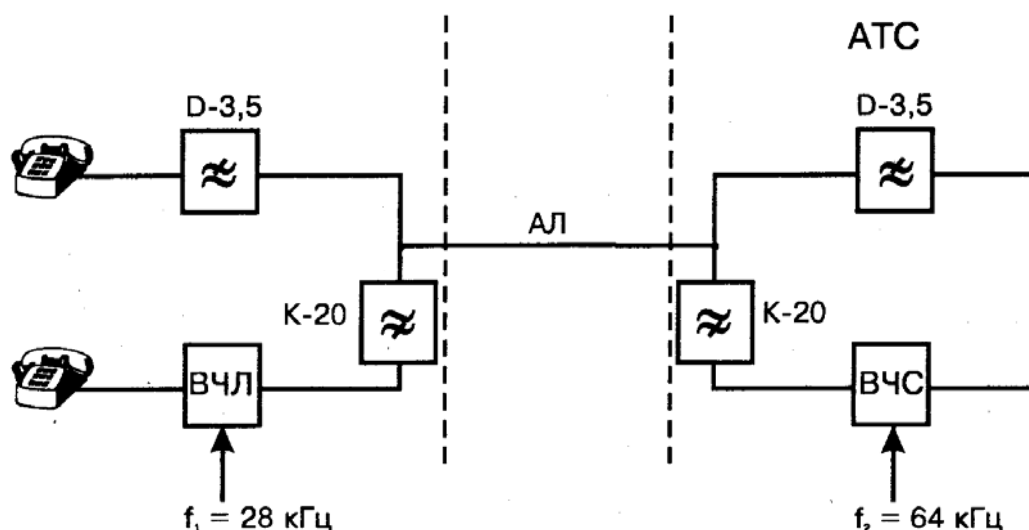 АТС
D-3,5
D-3,5
АЛ
К-20
К-20
ВЧЛ
ВЧС
f₁ = 28 кГц
f₂ = 64 кГц